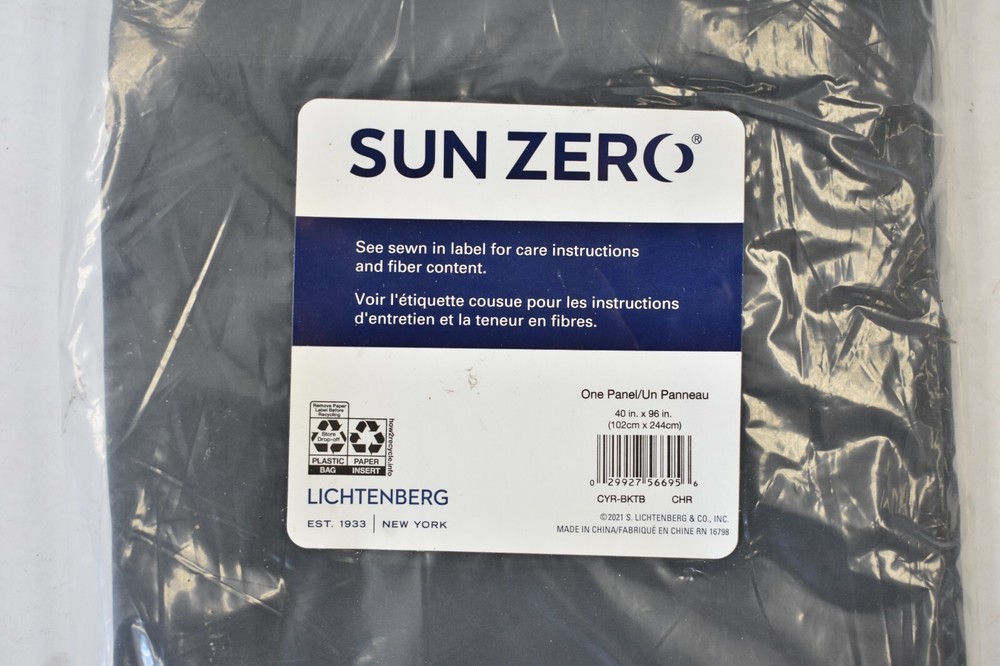 SUN ZERO®
See sewn in label for care instructions
and fiber content.
Voir l'étiquette cousue pour les instructions
d'entretien et la teneur en fibres.
One Panel/Un Panneau
40 in. x 96 in.
(102cm x 244cm)
0 29927 56695 6
CYR-BKTB CHR
©2021 S. LICHTENBERG & CO., INC.
MADE IN CHINA/FABRIQUÉ EN CHINE RN 16798
Remove Paper
Label Before
Recycling
Store
Drop-off
PLASTIC PAPER
BAG INSERT
how2recycle.info
LICHTENBERG
EST. 1933 | NEW YORK